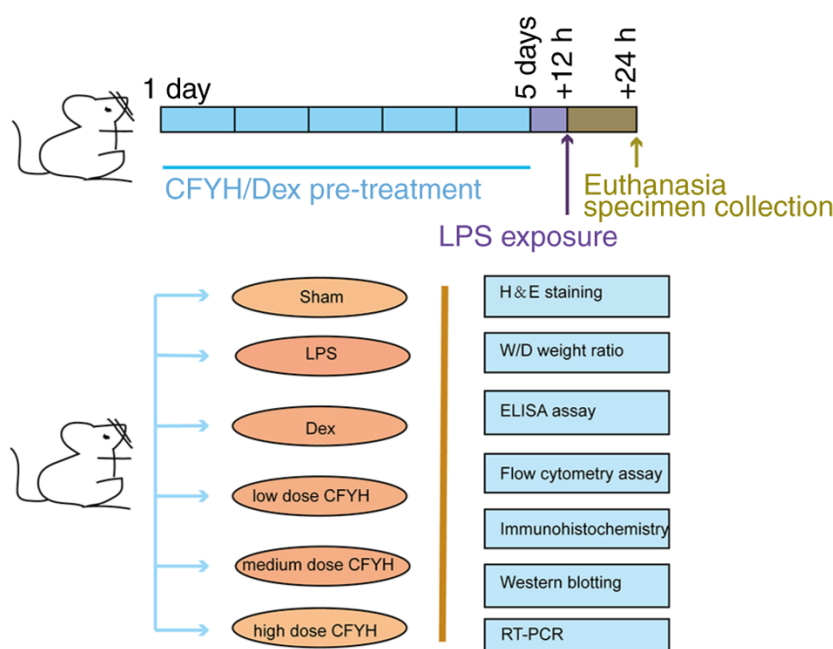 1 day
5 days
+12 h
+24 h
CFYH/Dex pre-treatment
Euthanasia
specimen collection
LPS exposure
Sham
LPS
Dex
low dose CFYH
medium dose CFYH
high dose CFYH
H&E staining
W/D weight ratio
ELISA assay
Flow cytometry assay
Immunohistochemistry
Western blotting
RT-PCR